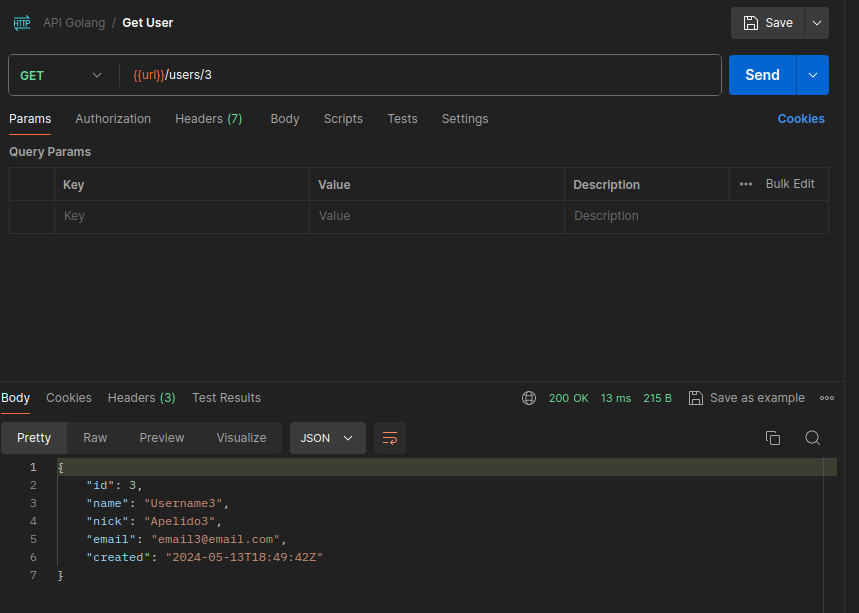 HTTP API Golang / Get User Save
GET {{url}}/users/3 Send
Params Authorization Headers (7) Body Scripts Tests Settings Cookies
Query Params
Key Value Description ••• Bulk Edit
Key Value Description
Body Cookies Headers (3) Test Results 200 OK 13 ms 215 B Save as example
Pretty Raw Preview Visualize JSON
1 {
2 "id": 3,
3 "name": "Username3",
4 "nick": "Apelido3",
5 "email": "email3@email.com",
6 "created": "2024-05-13T18:49:42Z"
7 }